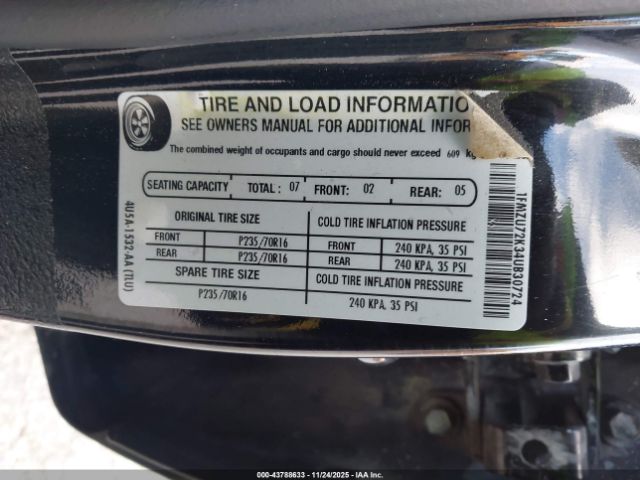 TIRE AND LOAD INFORMATIO
SEE OWNERS MANUAL FOR ADDITIONAL INFOR
The combined weight of occupants and cargo should never exceed 609 kg
SEATING CAPACITY TOTAL : 07 FRONT: 02 REAR: 05
ORIGINAL TIRE SIZE COLD TIRE INFLATION PRESSURE
FRONT P235/70R16 FRONT 240 KPA, 35 PSI
REAR P235/70R16 REAR 240 KPA, 35 PSI
SPARE TIRE SIZE COLD TIRE INFLATION PRESSURE
P235/70R16 240 KPA, 35 PSI
4U5A-1532-AA (TLU)
1FMZU72K34UB30724
000-43788633 - 11/24/2025 - IAAI.com